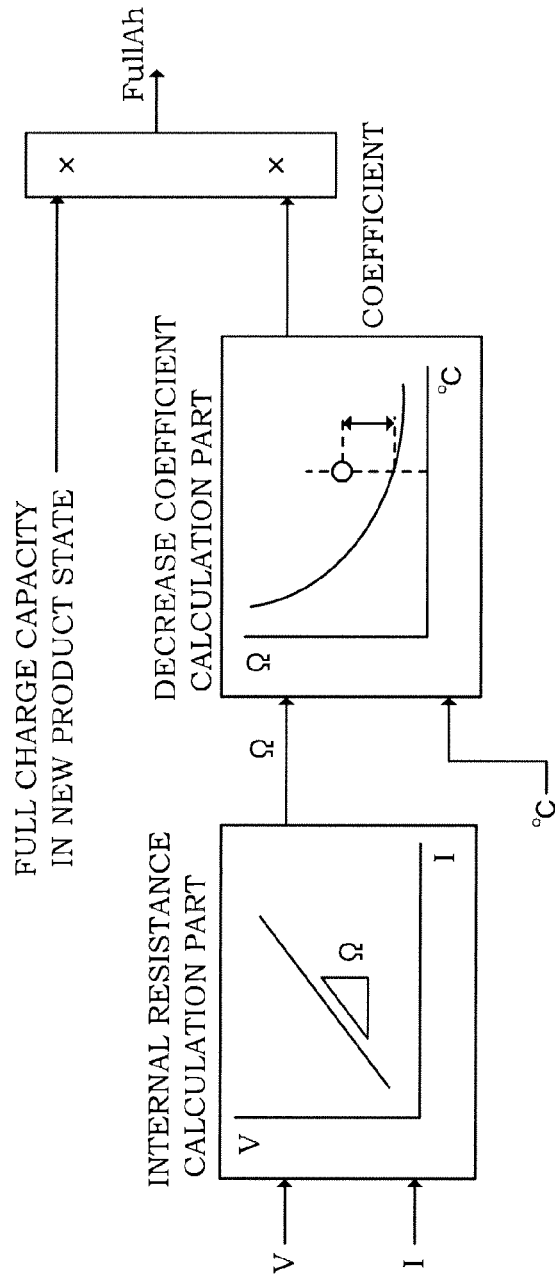 FULL CHARGE CAPACITY
IN NEW PRODUCT STATE
FullAh
×
×
INTERNAL RESISTANCE
CALCULATION PART
DECREASE COEFFICIENT
CALCULATION PART
COEFFICIENT
V
I
V
Ω
I
Ω
°C
Ω
°C